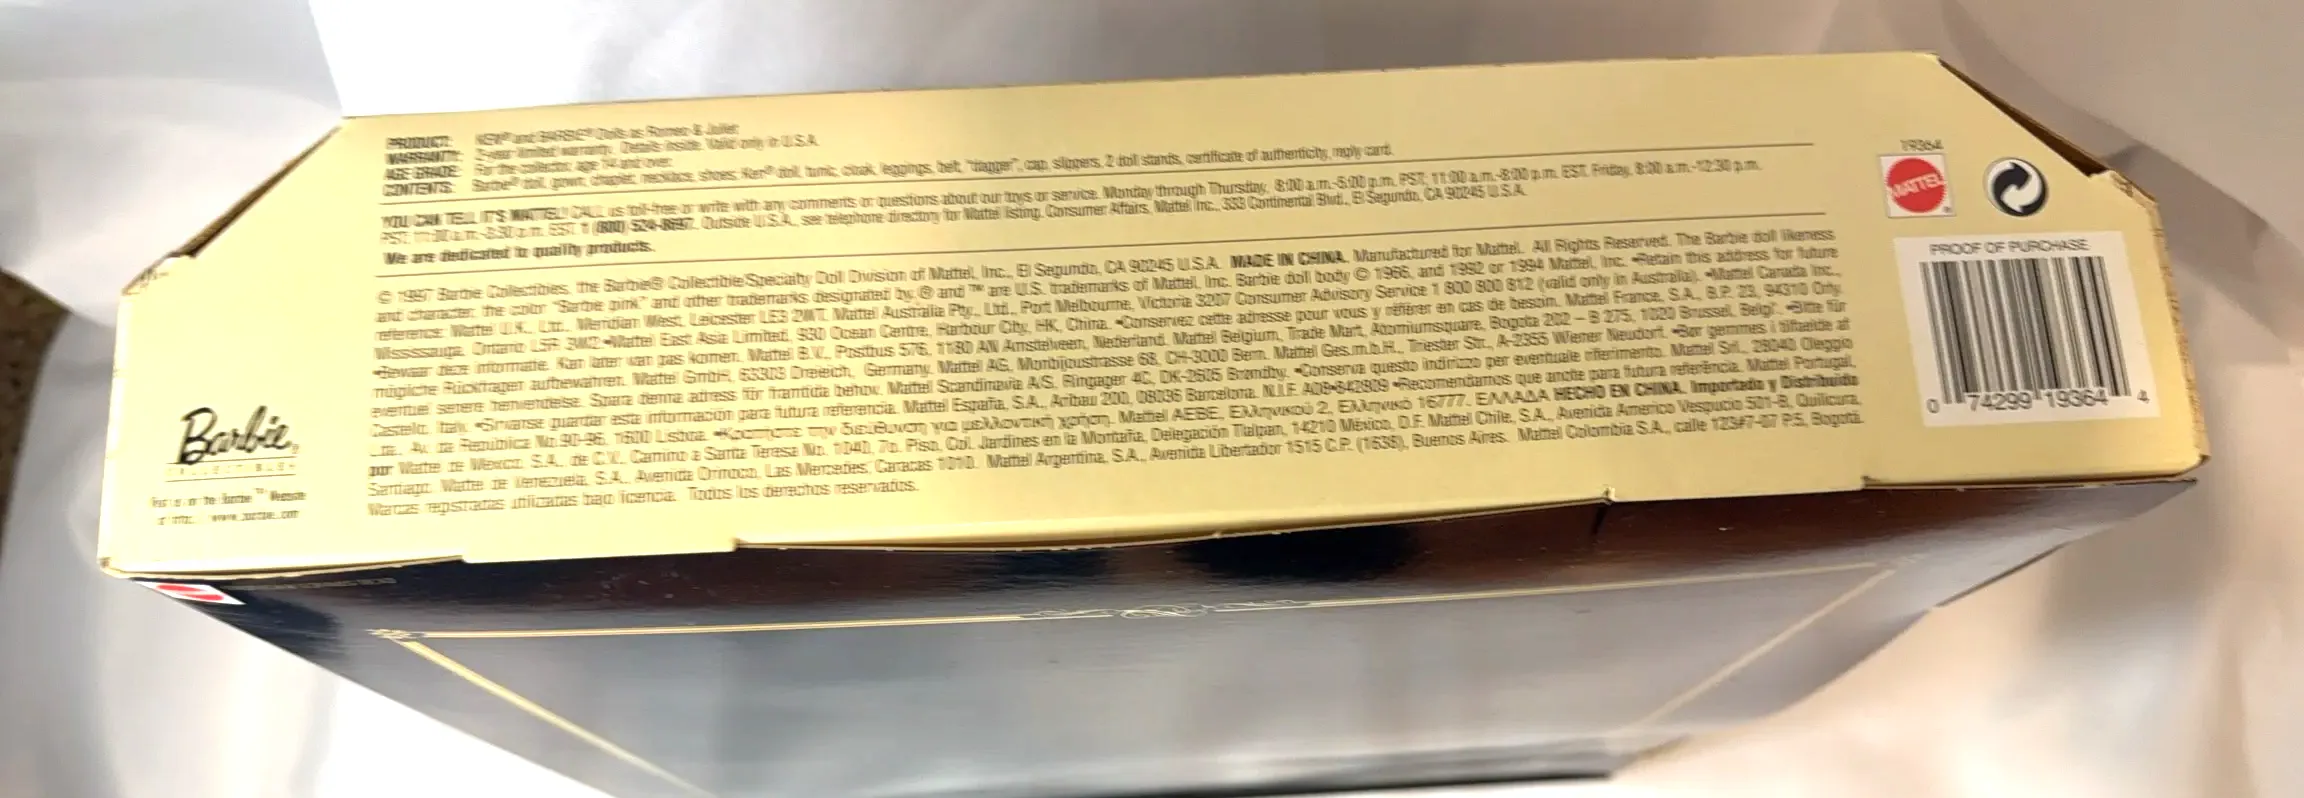 PRODUCT: KEN® and BARBIE® Dolls as Romeo & Juliet
WARRANTY: 2-year limited warranty. Details inside. Valid only in U.S.A.
AGE GRADE: For the collector, age 14 and over.
CONTENTS: Barbie® doll, gown, chaplet, necklace, shoes, Ken® doll, tunic, cloak, leggings, belt, "dagger", cap, slippers, 2 doll stands, certificate of authenticity, reply card.
YOU CAN TELL IT'S MATTEL! CALL us toll-free or write with any comments or questions about our toys or service. Monday through Thursday, 8:00 a.m.-5:00 p.m. PST; 11:00 a.m.-8:00 p.m. EST. Friday, 8:00 a.m.-12:30 p.m.
PST; 11:00 a.m.-3:30 p.m. EST. 1 (800) 524-8697. Outside U.S.A., see telephone directory for Mattel listing. Consumer Affairs, Mattel Inc., 333 Continental Blvd., El Segundo, CA 90245 U.S.A.
We are dedicated to quality products.
© 1997 Barbie Collectibles, the Barbie® Collectible/Specialty Doll Division of Mattel, Inc., El Segundo, CA 90245 U.S.A. MADE IN CHINA. Manufactured for Mattel. All Rights Reserved. The Barbie doll likeness
and character, the color "Barbie pink" and other trademarks designated by ® and ™ are U.S. trademarks of Mattel, Inc. Barbie doll body © 1966, and 1992 or 1994 Mattel, Inc. •Retain this address for future
reference: Mattel U.K., Ltd., Meridian West, Leicester LE3 2WT. Mattel Australia Pty., Ltd., Port Melbourne, Victoria 3207 Consumer Advisory Service 1 800 800 812 (valid only in Australia). •Mattel Canada Inc.,
Mississauga, Ontario L5R 3W2 •Mattel East Asia Limited, 930 Ocean Centre, Harbour City, HK, China. •Conservez cette adresse pour vous y référer en cas de besoin. Mattel France, S.A., B.P. 23, 94310 Orly.
•Bewaar deze informatie. Kan later van pas komen. Mattel B.V., Postbus 576, 1180 AN Amstelveen, Nederland. Mattel Belgium, Trade Mart, Atomiumsquare, Bogota 202 – B 275, 1020 Brussel, België. •Bitte für
mögliche Rückfragen aufbewahren. Mattel GmbH, 63303 Dreieich, Germany. Mattel AG, Monbijoustrasse 68, CH-3000 Bern. Mattel Ges.m.b.H., Triester Str., A-2355 Wiener Neudorf. •Bør gemmes i tilfælde af
eventuel senere henvendelse. Spara denna adress för framtida behov. Mattel Scandinavia A/S, Ringager 4C, DK-2605 Brøndby. •Conserva questo indirizzo per eventuale riferimento. Mattel Srl., 28040 Oleggio
Castello, Italy. •Sírvanse guardar esta información para futura referencia. Mattel España, S.A., Aribau 200, 08036 Barcelona. N.I.F. A08-842809 •Recomendamos que anote para futura referência. Mattel Portugal,
Lda., Av. da República No 90-96, 1600 Lisboa. •Κρατήστε την διεύθυνση για μελλοντική χρήση. Mattel AEBE, Ελληνικού 2, Ελληνικό 16777, ΕΛΛΑΔΑ HECHO EN CHINA. Importado y Distribuido
por Mattel de México, S.A. de C.V., Camino a Santa Teresa No. 1040, 7o. Piso, Col. Jardines en la Montaña, Delegación Tlalpan, 14210 México, D.F. Mattel Chile, S.A., Avenida Américo Vespucio 501-B, Quilicura,
Santiago. Mattel de Venezuela, S.A., Avenida Orinoco, Las Mercedes, Caracas 1010. Mattel Argentina, S.A., Avenida Libertador 1515 C.P. (1638), Buenos Aires. Mattel Colombia S.A., calle 123#7-07 P.5, Bogotá.
Marcas registradas utilizadas bajo licencia. Todos los derechos reservados.
Barbie®
COLLECTIBLES
Visit us on the Barbie™ Website
19364
MATTEL
®
PROOF OF PURCHASE
0 74299 19364 4